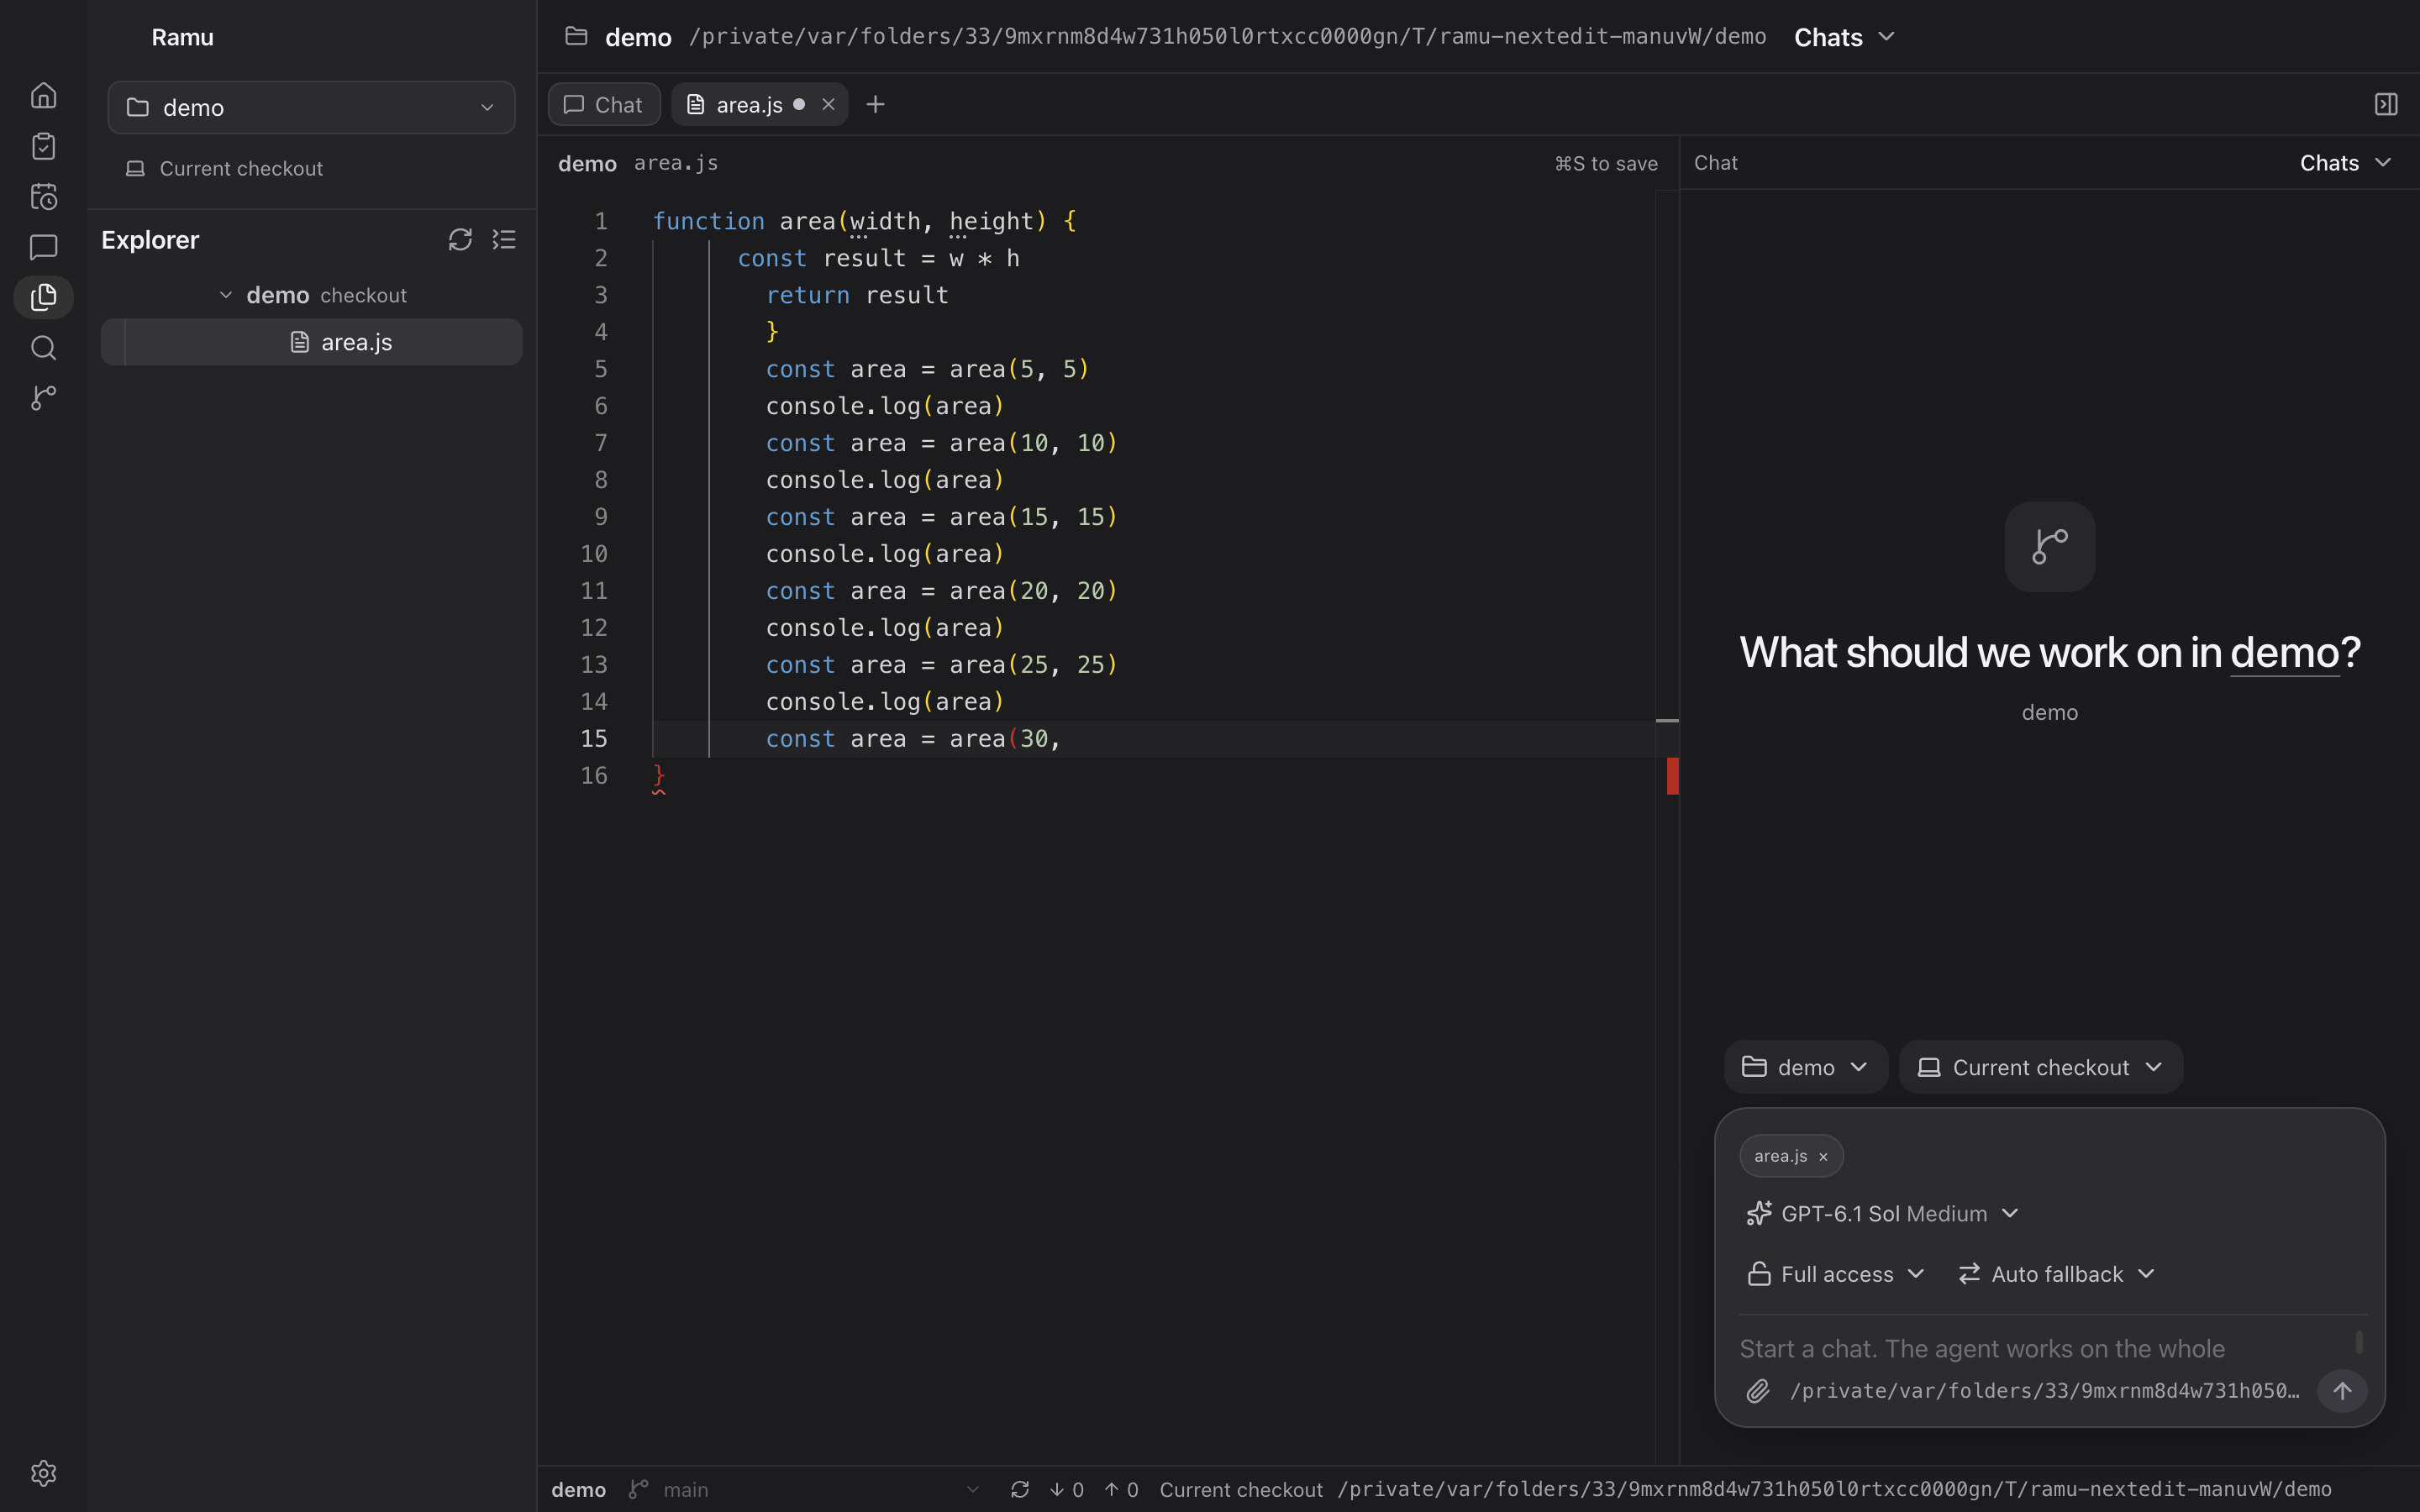 Ramu
demo
Current checkout
Explorer
demo checkout
area.js
demo /private/var/folders/33/9mxrnm8d4w731h050l0rtxcc0000gn/T/ramu-nextedit-manuvW/demo Chats
Chat area.js
demo area.js ⌘S to save
1 function area(width, height) {
2 const result = w * h
3 return result
4 }
5 const area = area(5, 5)
6 console.log(area)
7 const area = area(10, 10)
8 console.log(area)
9 const area = area(15, 15)
10 console.log(area)
11 const area = area(20, 20)
12 console.log(area)
13 const area = area(25, 25)
14 console.log(area)
15 const area = area(30,
16 }
Chat Chats
What should we work on in demo?
demo
demo Current checkout
area.js ×
GPT-6.1 Sol Medium
Full access Auto fallback
Start a chat. The agent works on the whole
/private/var/folders/33/9mxrnm8d4w731h050…
demo main ↓ 0 ↑ 0 Current checkout /private/var/folders/33/9mxrnm8d4w731h050l0rtxcc0000gn/T/ramu-nextedit-manuvW/demo